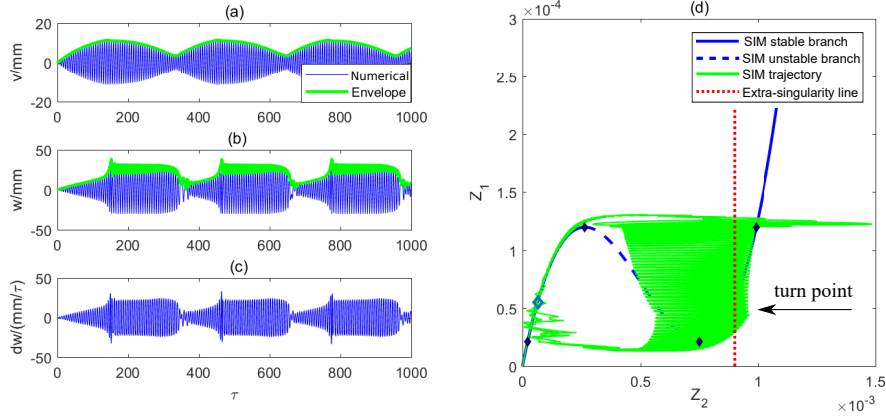 (a)
20
0
-20
v/mm
0
200
400
600
800
1000
Numerical
Envelope
(b)
50
0
-50
w/mm
0
200
400
600
800
1000
(c)
50
0
-50
dw/(mm/τ)
0
200
400
600
800
1000
τ
(d)
×10⁻⁴
3
2.5
2
1.5
1
0.5
0
Z₁
SIM stable branch
SIM unstable branch
SIM trajectory
Extra-singularity line
turn point
0
0.5
1
1.5
Z₂
×10⁻³